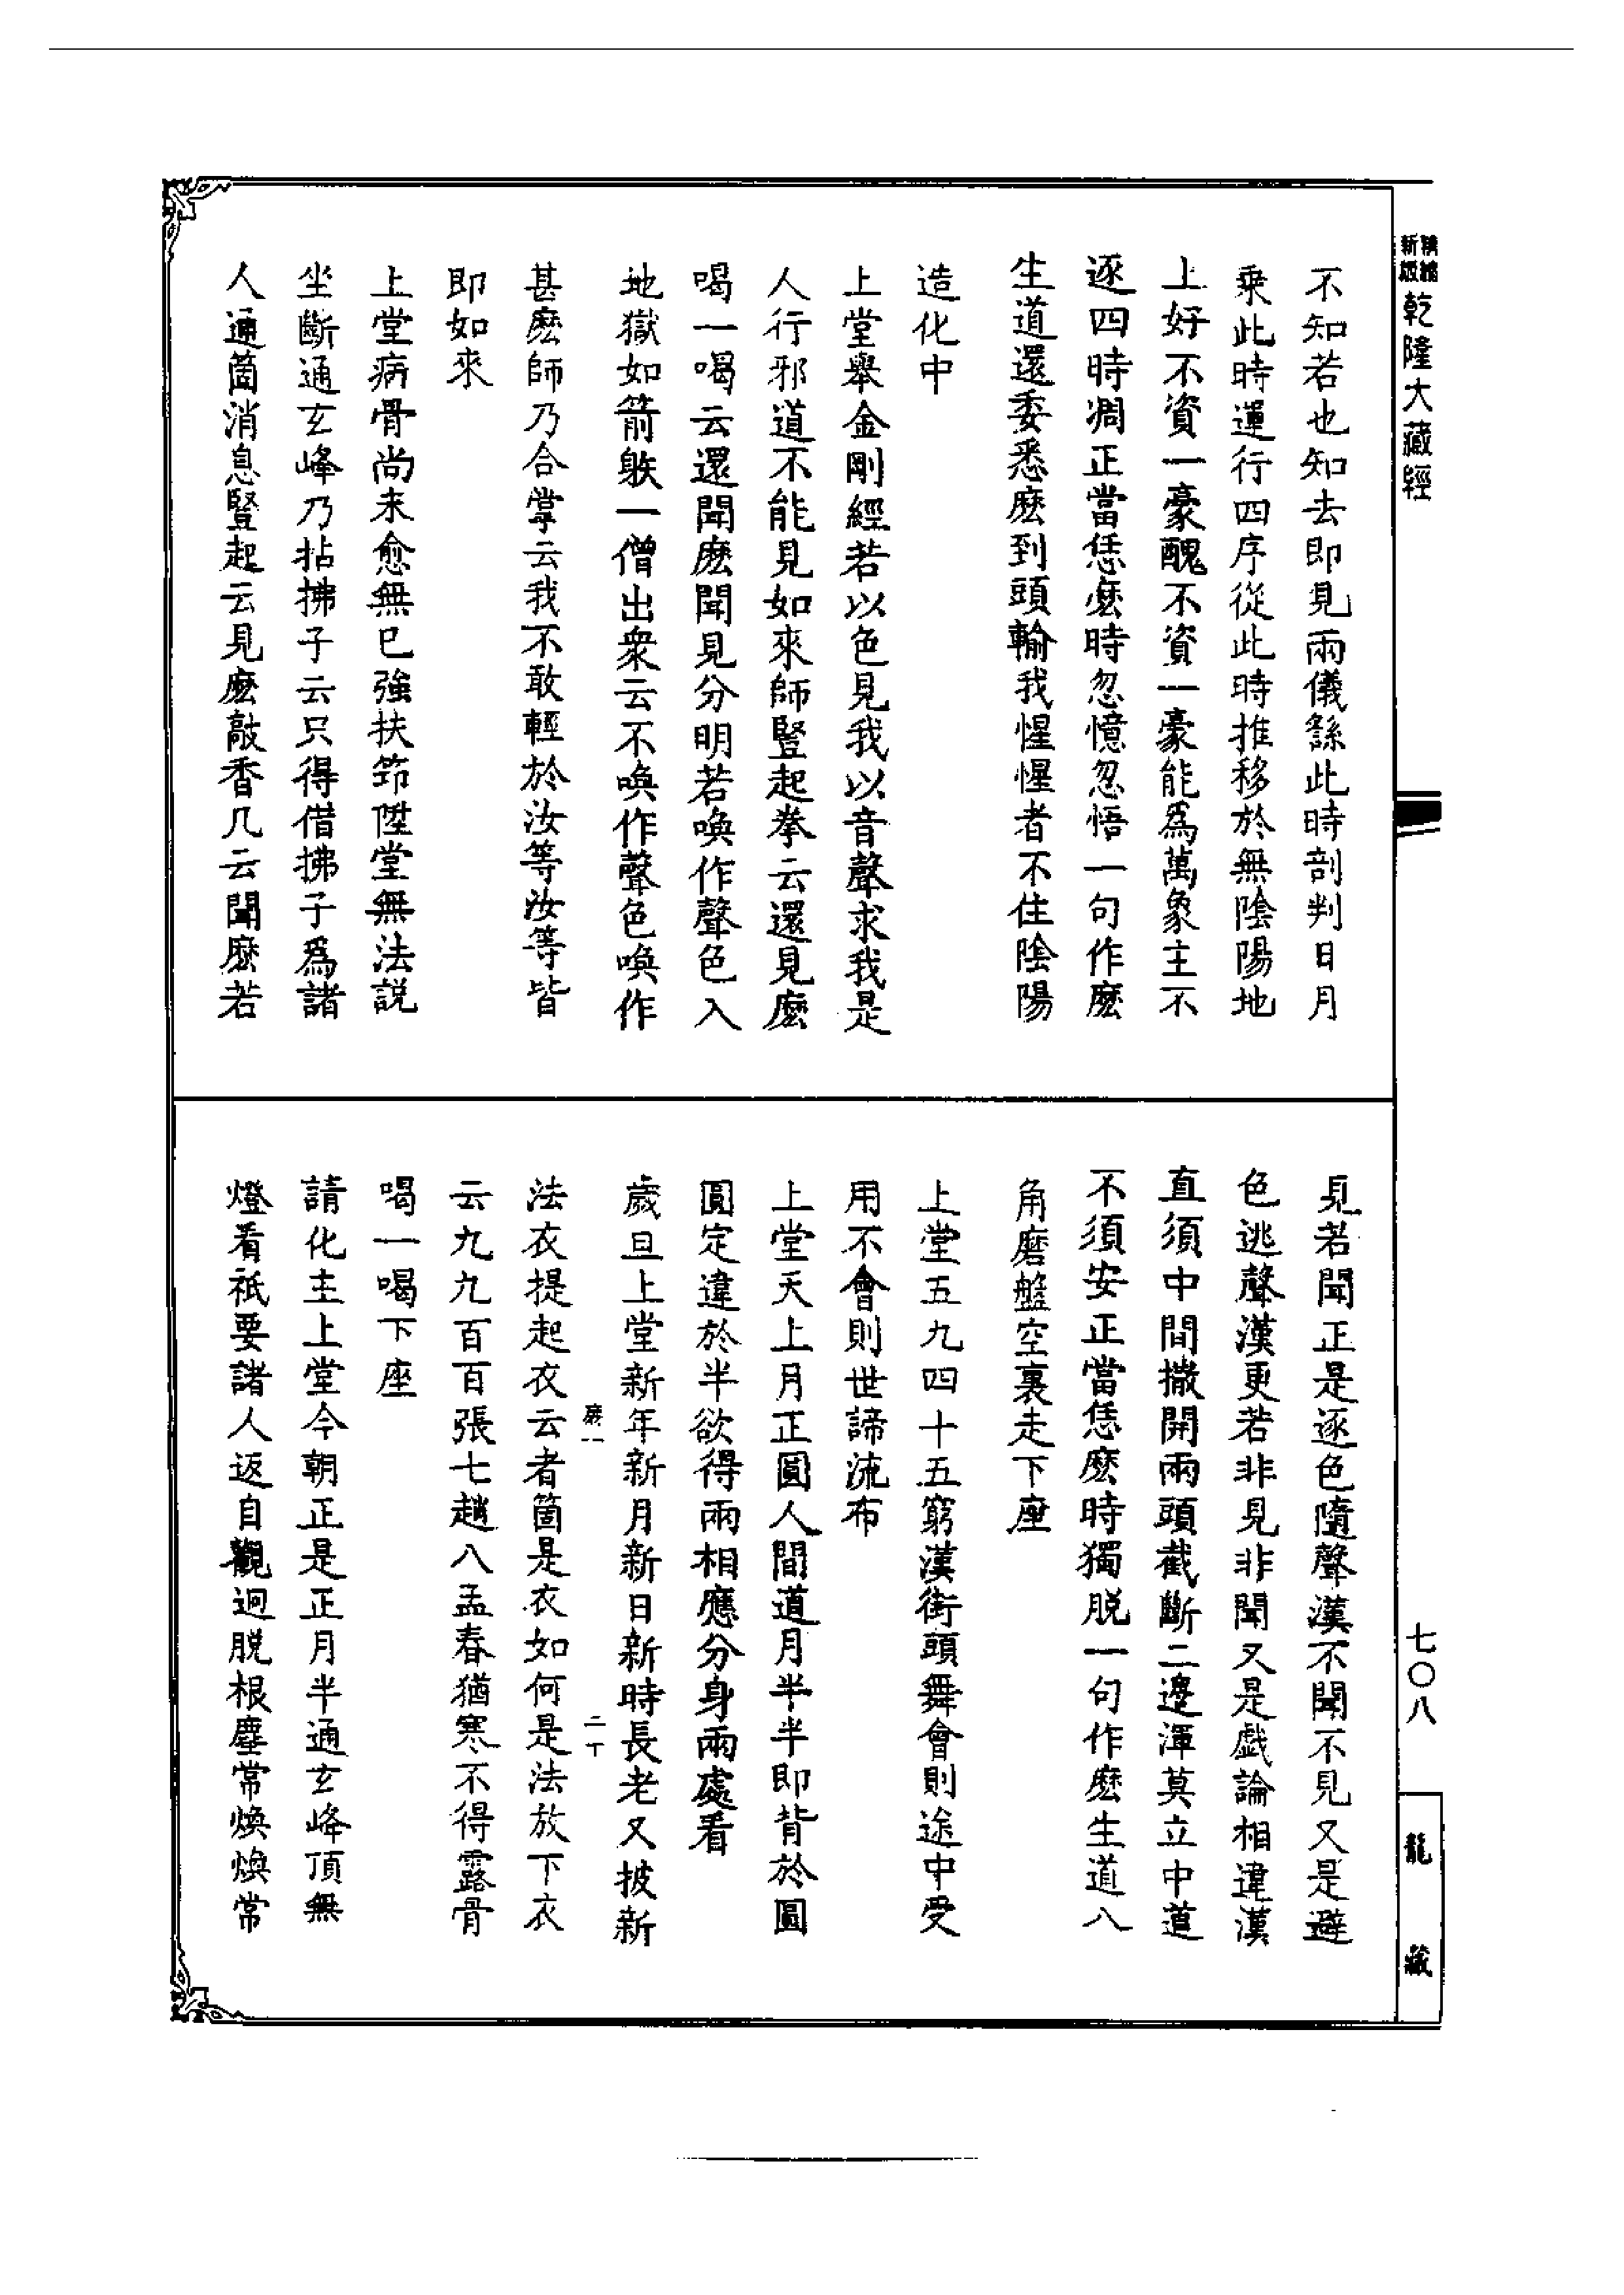 精縮
新版
乾隆大藏經
不知若也知去即見兩儀繇此時剖判日月
乘此時運行四序從此時推移於無陰陽地
上好不資一豪醜不資一豪能爲萬象主不
逐四時凋正當恁麽時忽憶忽悟一句作麽
生道還委悉麽到頭輸我惺惺者不住陰陽
造化中
上堂舉金剛經若以色見我以音聲求我是
人行邪道不能見如來師豎起拳云還見麽
喝一喝云還聞麽聞見分明若喚作聲色入
地獄如箭躲一僧出衆云不喚作聲色喚作
甚麽師乃合掌云我不敢輕於汝等汝等皆
即如來
上堂病骨尚未愈無已強扶笻陞堂無法説
坐斷通玄峰乃拈拂子云只得借拂子爲諸
人通箇消息豎起云見麽敲香几云聞麽若
見若聞正是逐色隨聲漢不聞不見又是避
色逃聲漢更若非見非聞又是戲論相違漢
直須中間撒開兩頭截斷二邊渾莫立中道
不須安正當恁麽時獨脱一句作麽生道八
角磨盤空裏走下座
上堂五九四十五窮漢街頭舞會則途中受
用不會則世諦流布
上堂天上月正圓人間道月半半即背於圓
圓定違於半欲得兩相應分身兩處看
歲旦上堂新年新月新日新時長老又披新
法衣提起衣云者箇是衣如何是法放下衣
云九九百百張七趙八孟春猶寒不得露骨
喝一喝下座
請化主上堂今朝正是正月半通玄峰頂無
燈看祇要諸人返自觀迥脱根塵常煥煥常
七〇八
龍藏